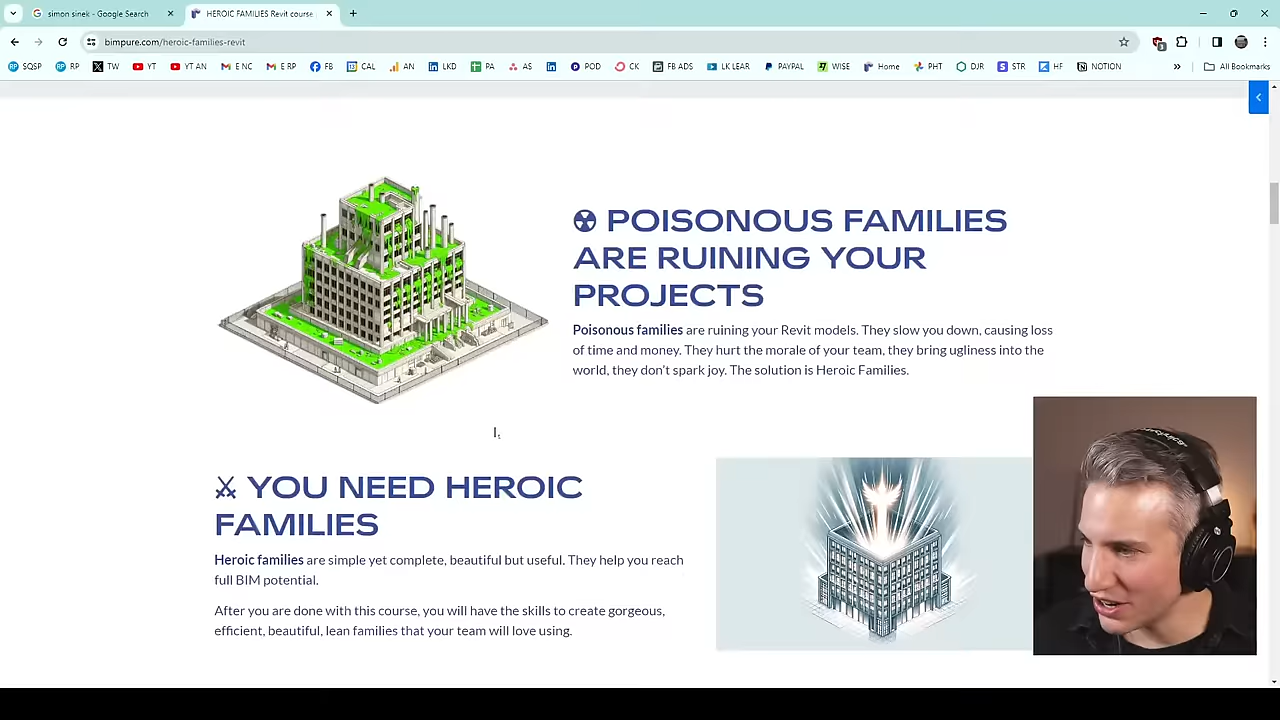 simon sinek - Google Search
HEROIC FAMILIES Revit course
bimpure.com/heroic-families-revit
SQSP RP TW YT YT AN E NC E RP FB CAL AN LKD PA AS POD CK FB ADS LK LEAR PAYPAL WISE Home PHT DJR STR HF NOTION » All Bookmarks
☢ POISONOUS FAMILIES
ARE RUINING YOUR
PROJECTS
Poisonous families are ruining your Revit models. They slow you down, causing loss
of time and money. They hurt the morale of your team, they bring ugliness into the
world, they don't spark joy. The solution is Heroic Families.
⚔ YOU NEED HEROIC
FAMILIES
Heroic families are simple yet complete, beautiful but useful. They help you reach
full BIM potential.
After you are done with this course, you will have the skills to create gorgeous,
efficient, beautiful, lean families that your team will love using.